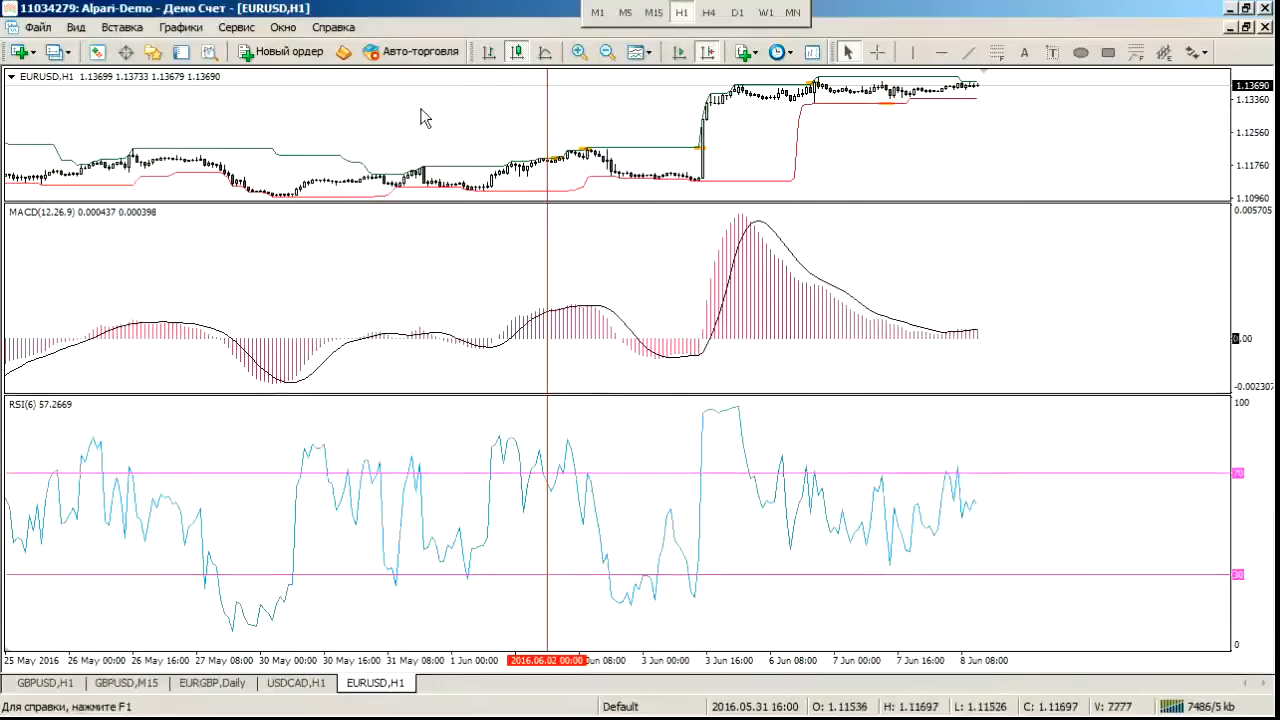 11034279: Alpari-Demo - Демо Счет - [EURUSD,H1]
M1 M5 M15 H1 H4 D1 W1 MN
Файл Вид Вставка Графики Сервис Окно Справка
Новый ордер Авто-торговля
EURUSD,H1 1.13699 1.13733 1.13679 1.13690
1.13690
1.13360
1.12560
1.11760
1.10960
MACD(12.26.9) 0.000437 0.000398
0.005705
0.00
-0.002307
RSI(6) 57.2669
100
70
30
0
25 May 2016 26 May 00:00 26 May 16:00 27 May 08:00 30 May 00:00 30 May 16:00 31 May 08:00 1 Jun 00:00 2016.06.02 00:00 Jun 08:00 3 Jun 00:00 3 Jun 16:00 6 Jun 08:00 7 Jun 00:00 7 Jun 16:00 8 Jun 08:00
GBPUSD,H1 GBPUSD,M15 EURGBP,Daily USDCAD,H1 EURUSD,H1
Для справки, нажмите F1 Default 2016.05.31 16:00 O: 1.11536 H: 1.11697 L: 1.11526 C: 1.11697 V: 7777 7486/5 kb